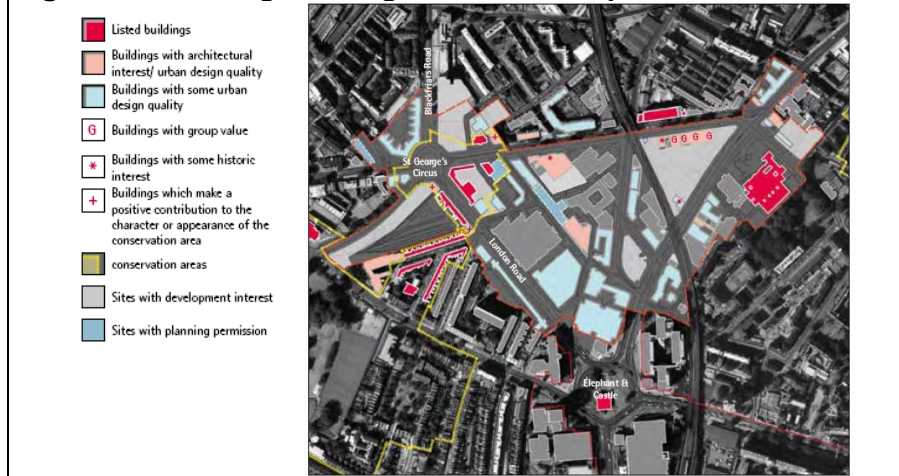 Listed buildings
Buildings with architectural
interest/ urban design quality
Buildings with some urban
design quality
G
Buildings with group value
*
Buildings with some historic
interest
+
Buildings which make a
positive contribution to the
character or appearance of the
conservation area
conservation areas
Sites with development interest
Sites with planning permission
Blackfriars Road
St George's
Circus
London Road
Elephant &
Castle
G G G G